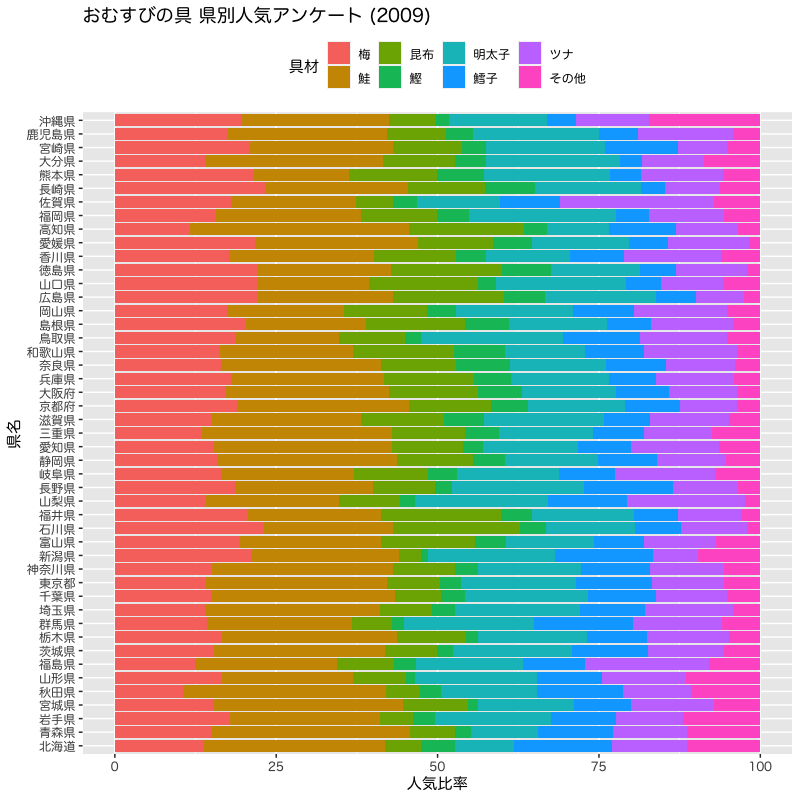 おむすびの具 県別人気アンケート (2009)
具材
梅
昆布
明太子
ツナ
鮭
鰹
鱈子
その他
県名
沖縄県
鹿児島県
宮崎県
大分県
熊本県
長崎県
佐賀県
福岡県
高知県
愛媛県
香川県
徳島県
山口県
広島県
岡山県
島根県
鳥取県
和歌山県
奈良県
兵庫県
大阪府
京都府
滋賀県
三重県
愛知県
静岡県
岐阜県
長野県
山梨県
福井県
石川県
富山県
新潟県
神奈川県
東京都
千葉県
埼玉県
群馬県
栃木県
茨城県
福島県
山形県
秋田県
宮城県
岩手県
青森県
北海道
0
25
50
75
100
人気比率